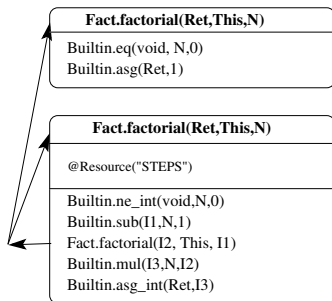 Fact.factorial(Ret,This,N)
Builtin.eq(void, N,0)
Builtin.asg(Ret,1)
Fact.factorial(Ret,This,N)
@Resource("STEPS")
Builtin.ne_int(void,N,0)
Builtin.sub(I1,N,1)
Fact.factorial(I2, This, I1)
Builtin.mul(I3,N,I2)
Builtin.asg_int(Ret,I3)